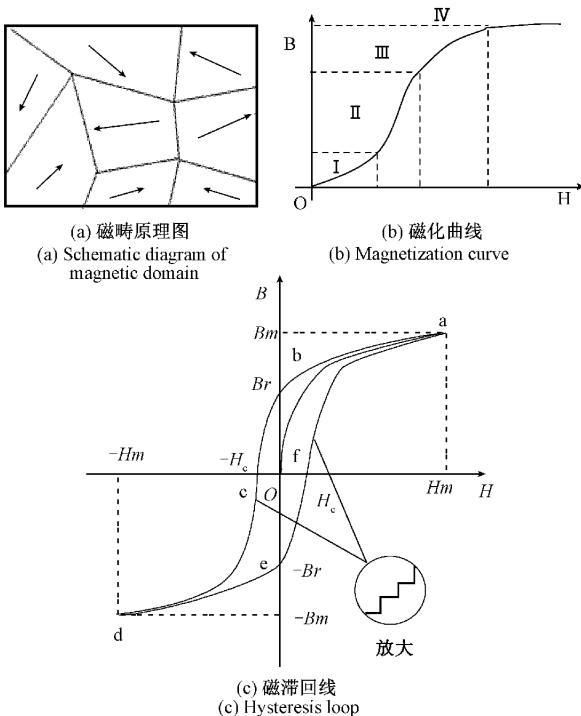 B
Ⅰ
Ⅱ
Ⅲ
Ⅳ
O
H
(a) 磁畴原理图
(a) Schematic diagram of
magnetic domain
(b) 磁化曲线
(b) Magnetization curve
B
a
Bm
b
Br
−Hm
−Hc
f
c
O
Hc
Hm
H
e
−Br
d
−Bm
放大
(c) 磁滞回线
(c) Hysteresis loop